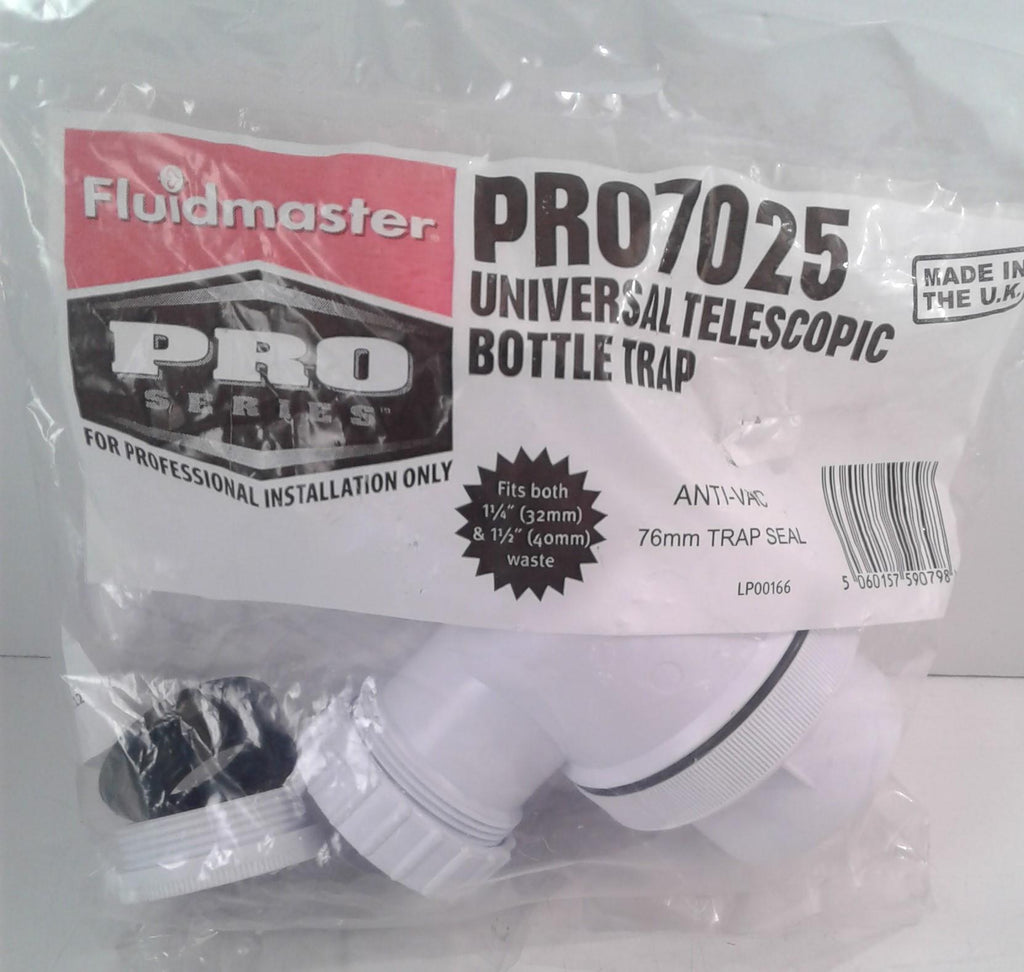 Fluidmaster
PRO
SERIES™
FOR PROFESSIONAL INSTALLATION ONLY
PRO7025
UNIVERSAL TELESCOPIC
BOTTLE TRAP
MADE IN
THE U.K.
Fits both
1¼" (32mm)
& 1½" (40mm)
waste
ANTI-VAC
76mm TRAP SEAL
LP00166
5 060157 590798